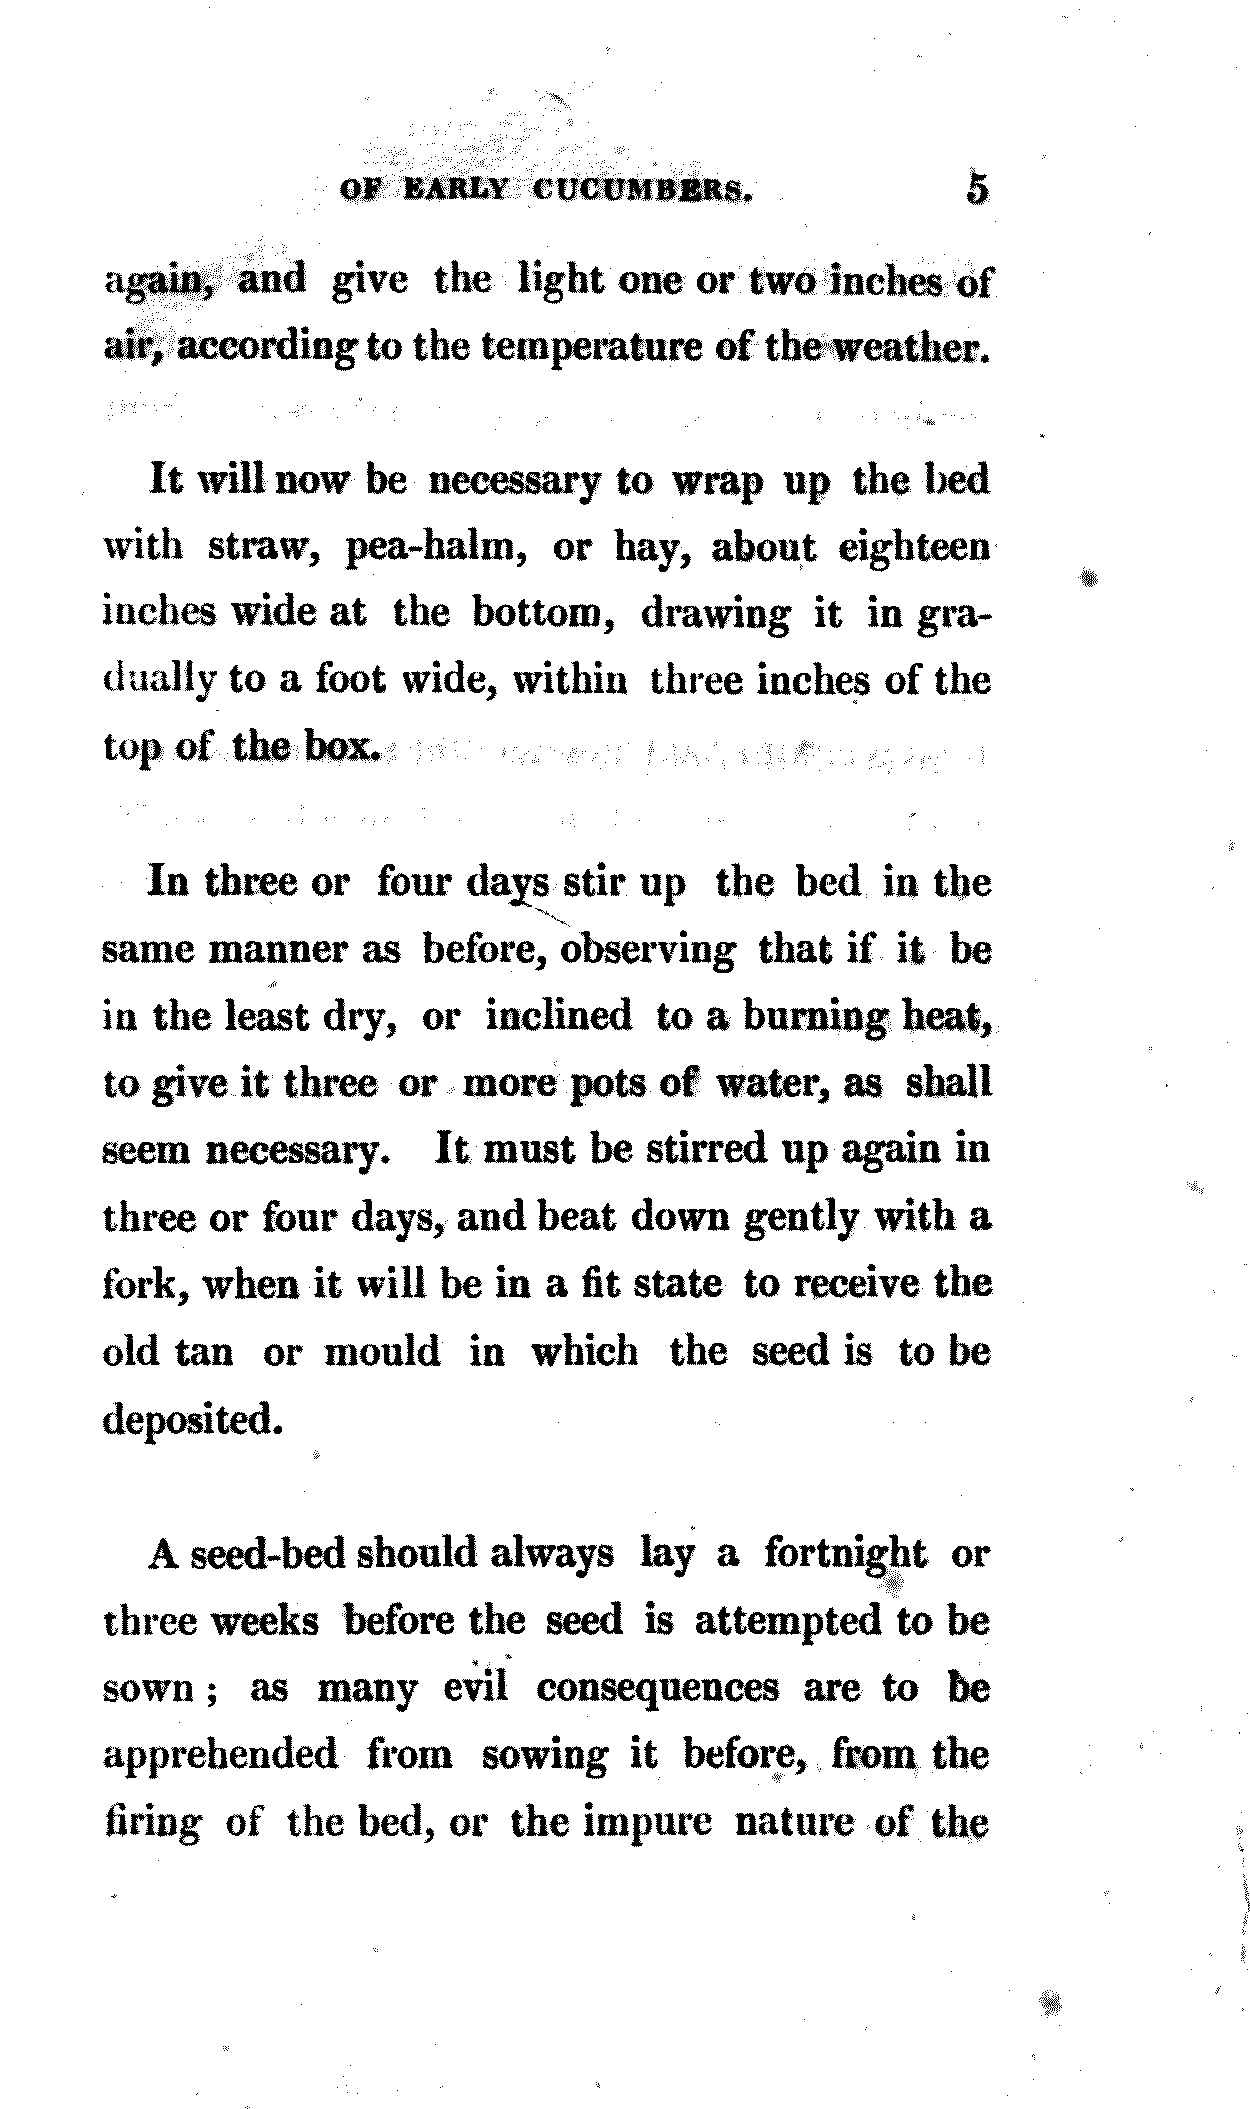 OF EARLY CUCUMBERS. 5
again, and give the light one or two inches of
air, according to the temperature of the weather.
It will now be necessary to wrap up the bed
with straw, pea-halm, or hay, about eighteen
inches wide at the bottom, drawing it in gra-
dually to a foot wide, within three inches of the
top of the box.
In three or four days stir up the bed in the
same manner as before, observing that if it be
in the least dry, or inclined to a burning heat,
to give it three or more pots of water, as shall
seem necessary. It must be stirred up again in
three or four days, and beat down gently with a
fork, when it will be in a fit state to receive the
old tan or mould in which the seed is to be
deposited.
A seed-bed should always lay a fortnight or
three weeks before the seed is attempted to be
sown; as many evil consequences are to be
apprehended from sowing it before, from the
firing of the bed, or the impure nature of the